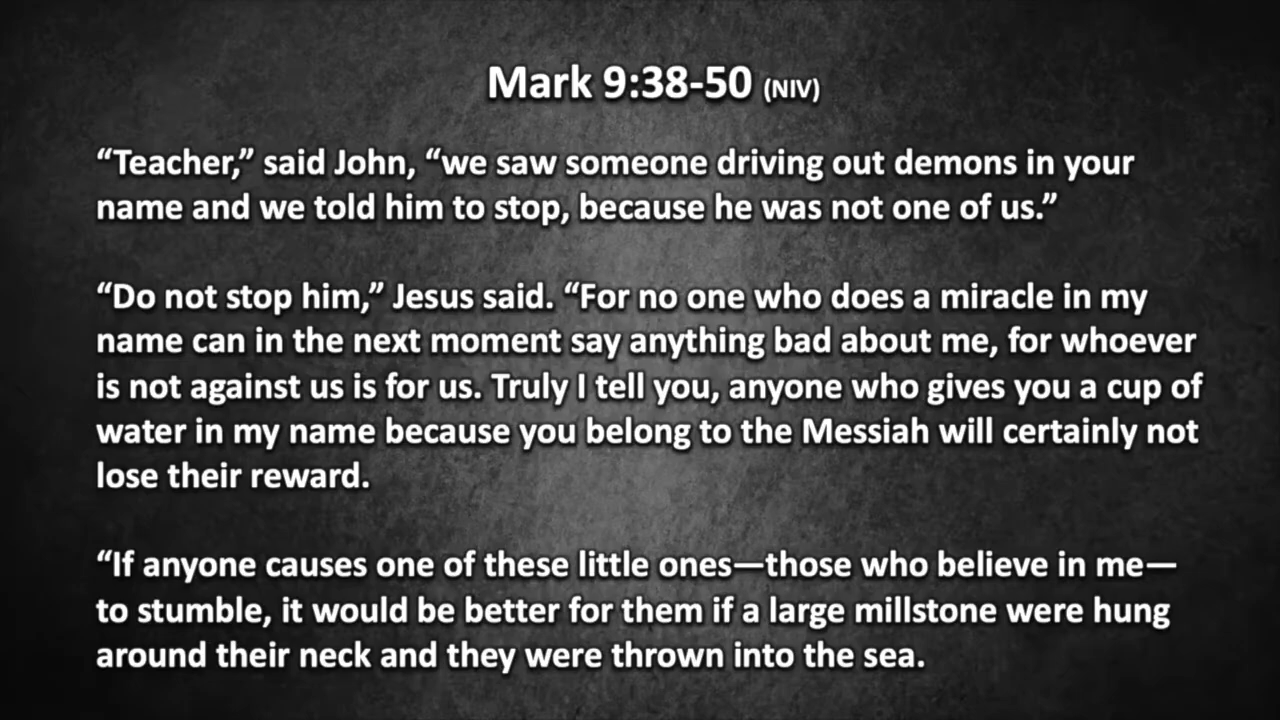 Mark 9:38-50 (NIV)
“Teacher,” said John, “we saw someone driving out demons in your
name and we told him to stop, because he was not one of us.”
“Do not stop him,” Jesus said. “For no one who does a miracle in my
name can in the next moment say anything bad about me, for whoever
is not against us is for us. Truly I tell you, anyone who gives you a cup of
water in my name because you belong to the Messiah will certainly not
lose their reward.
“If anyone causes one of these little ones—those who believe in me—
to stumble, it would be better for them if a large millstone were hung
around their neck and they were thrown into the sea.